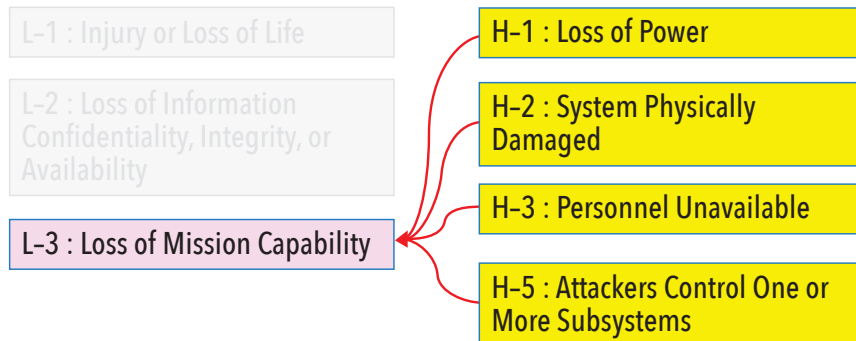 L–1 : Injury or Loss of Life
L–2 : Loss of Information
Confidentiality, Integrity, or
Availability
L–3 : Loss of Mission Capability
H–1 : Loss of Power
H–2 : System Physically
Damaged
H–3 : Personnel Unavailable
H–5 : Attackers Control One or
More Subsystems